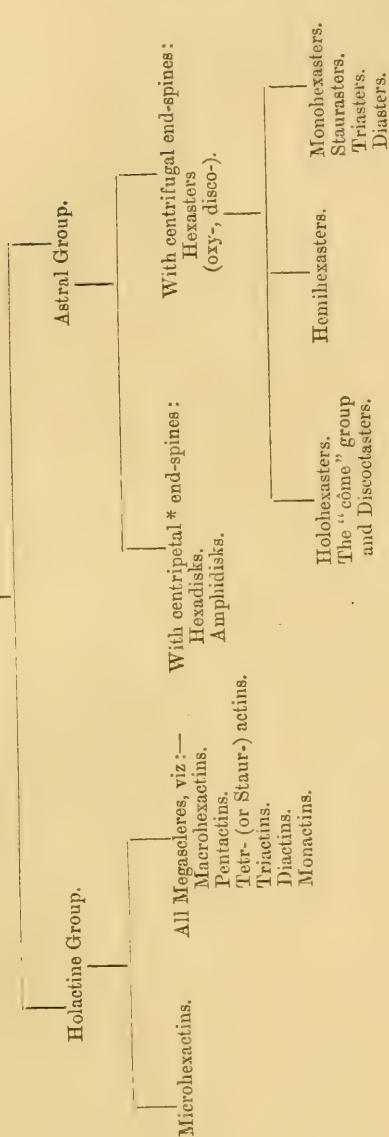 Holactine Group.
Astral Group.
Microhexactins.
All Megascleres, viz :—
Macrohexactins.
Pentactins.
Tetr- (or Staur-) actins.
Triactins.
Diactins.
Monactins.
With centripetal * end-spines :
Hexadisks.
Amphidisks.
With centrifugal end-spines :
Hexasters
(oxy-, disco-).
Holohexasters.
The “ côme” group
and Discoctasters.
Hemihexasters.
Monohexasters.
Staurasters.
Triasters.
Diasters.